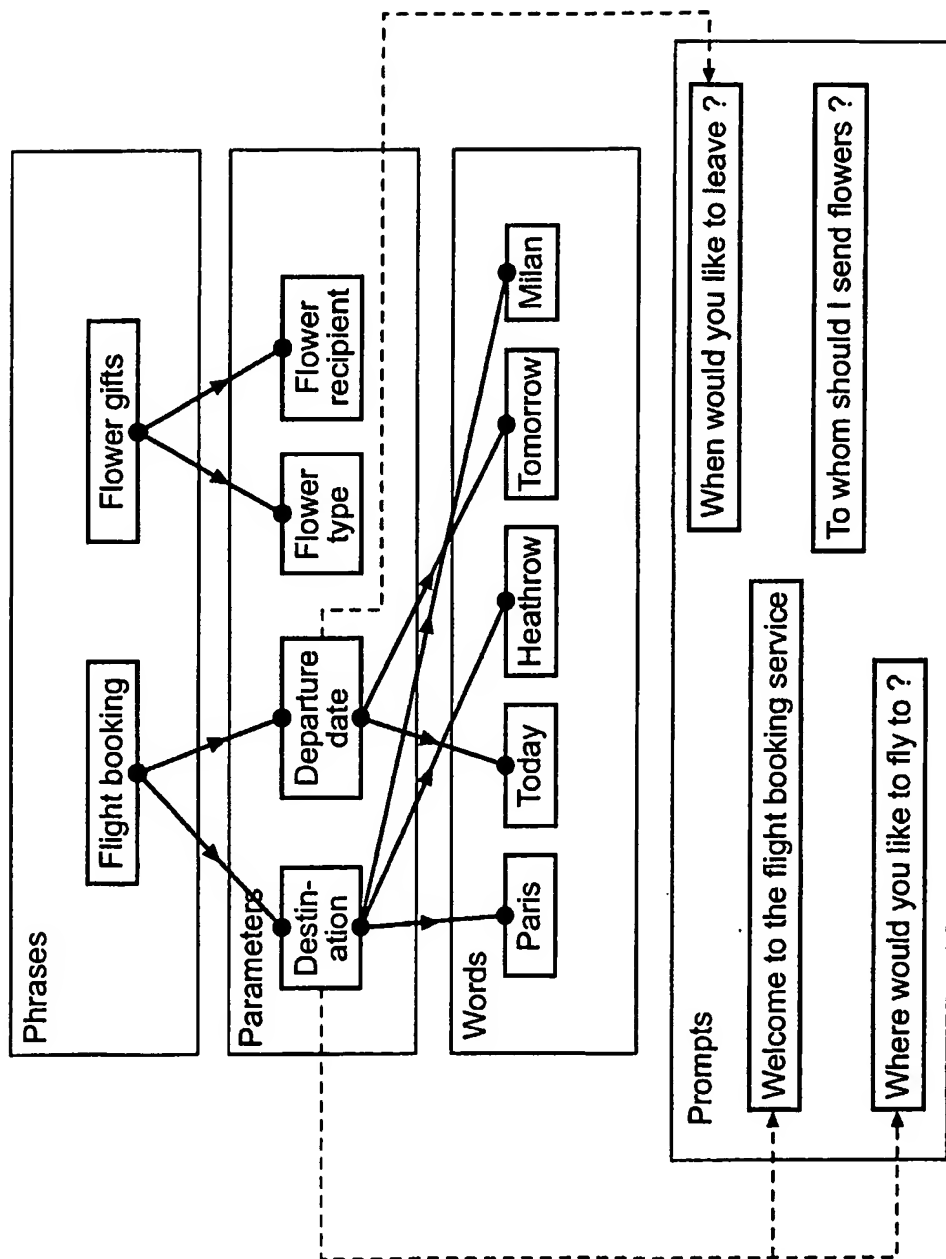 Phrases
Flight booking
Flower gifts
Parameters
Destin-
ation
Departure
date
Flower
type
Flower
recipient
Words
Paris
Today
Heathrow
Tomorrow
Milan
Prompts
Welcome to the flight booking service
When would you like to leave ?
Where would you like to fly to ?
To whom should I send flowers ?